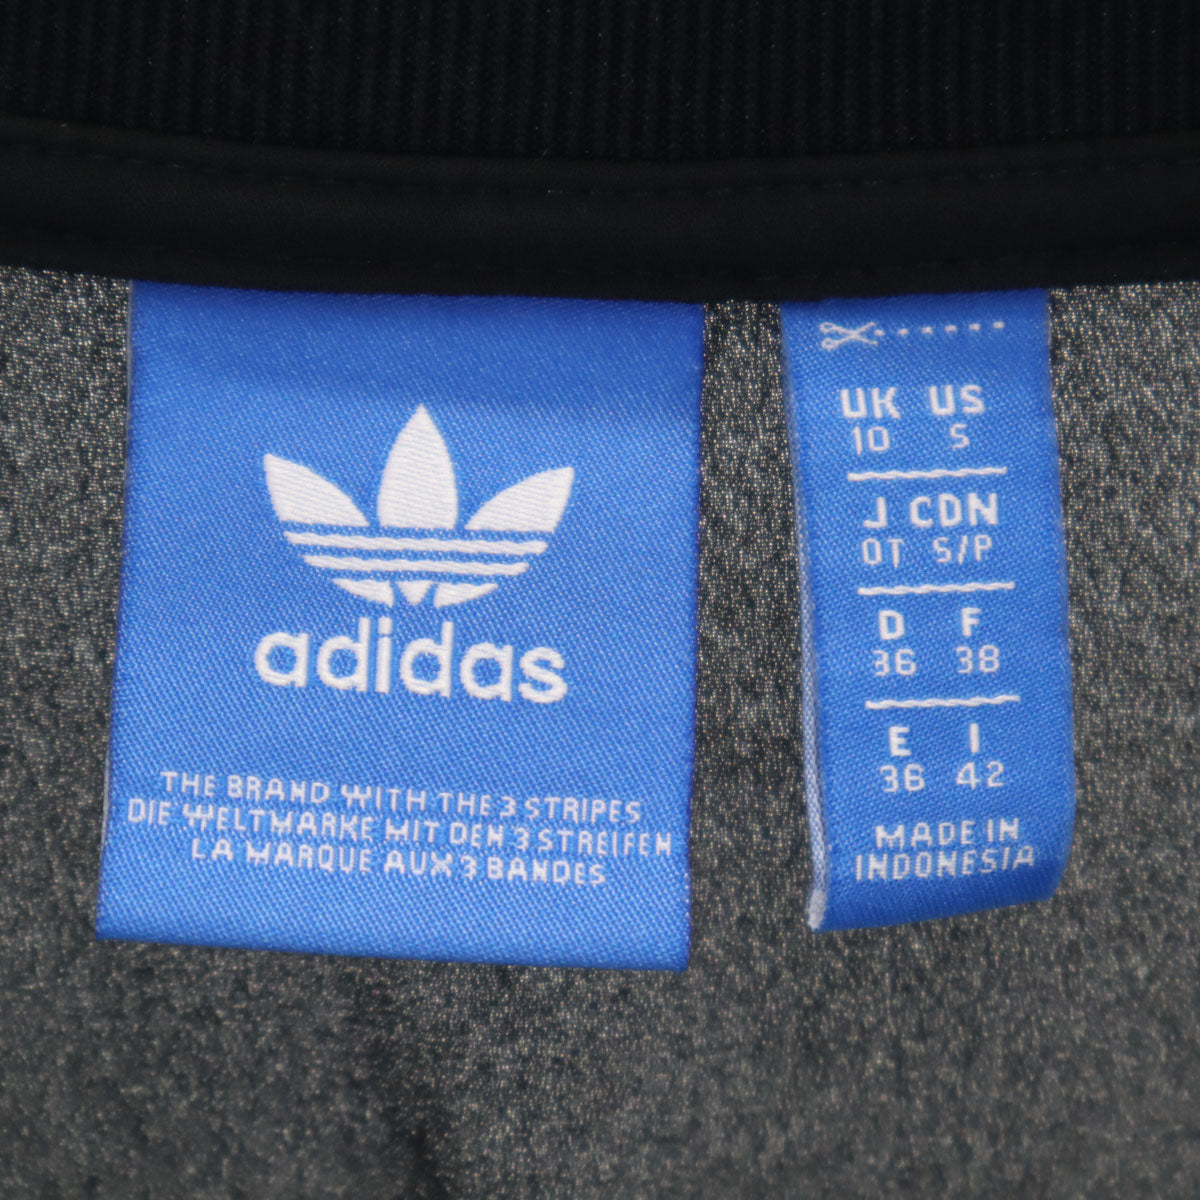 adidas
THE BRAND WITH THE 3 STRIPES
DIE WELTMARKE MIT DEN 3 STREIFEN
LA MARQUE AUX 3 BANDES
UK US
10 S
J CDN
OT S/P
D F
36 38
E I
36 42
MADE IN
INDONESIA